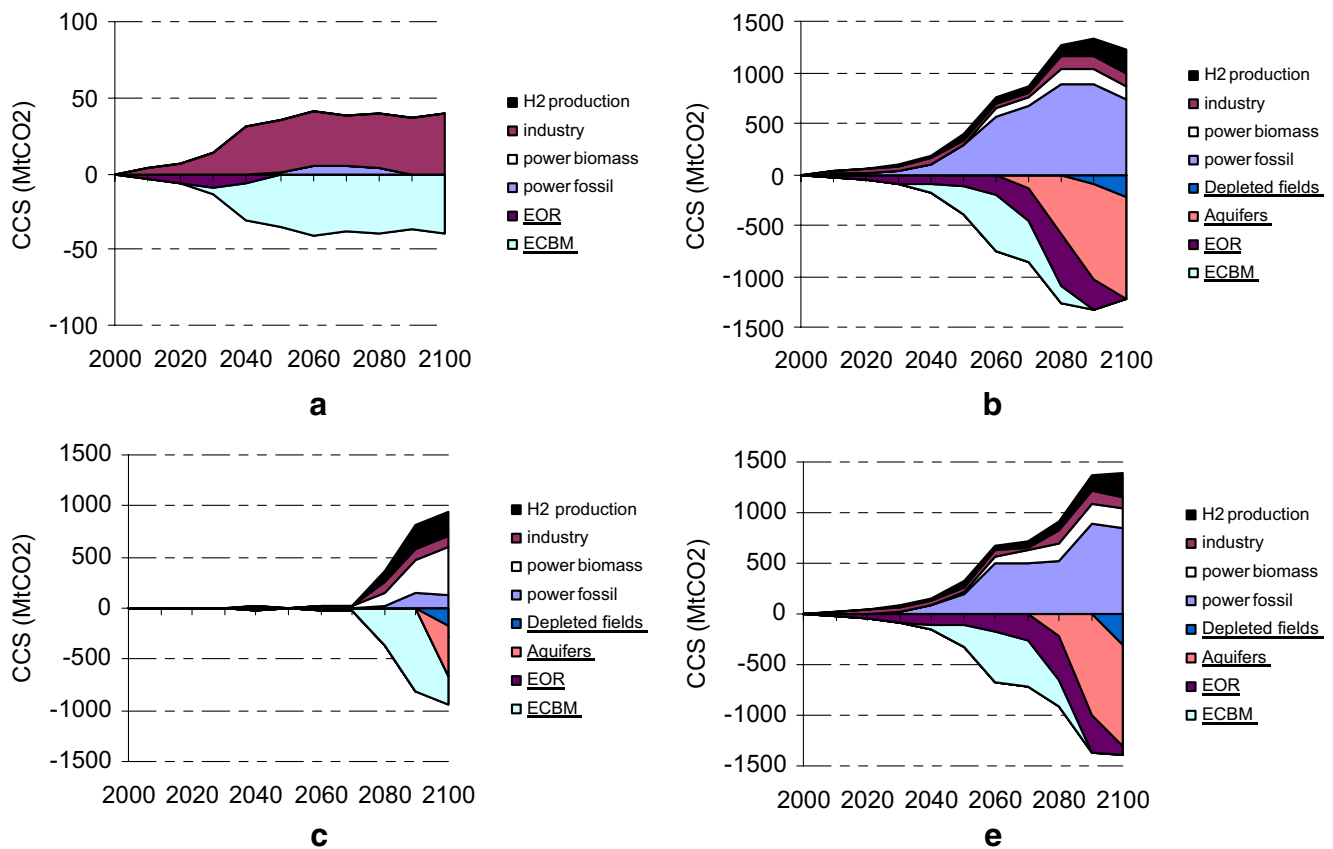 CCS (MtCO2)
100
50
0
-50
-100
2000 2020 2040 2060 2080 2100
H2 production
industry
power biomass
power fossil
EOR
ECBM
a
CCS (MtCO2)
1500
1000
500
0
-500
-1000
-1500
2000 2020 2040 2060 2080 2100
H2 production
industry
power biomass
power fossil
Depleted fields
Aquifers
EOR
ECBM
b
CCS (MtCO2)
1500
1000
500
0
-500
-1000
-1500
2000 2020 2040 2060 2080 2100
H2 production
industry
power biomass
power fossil
Depleted fields
Aquifers
EOR
ECBM
c
CCS (MtCO2)
1500
1000
500
0
-500
-1000
-1500
2000 2020 2040 2060 2080 2100
H2 production
industry
power biomass
power fossil
Depleted fields
Aquifers
EOR
ECBM
e